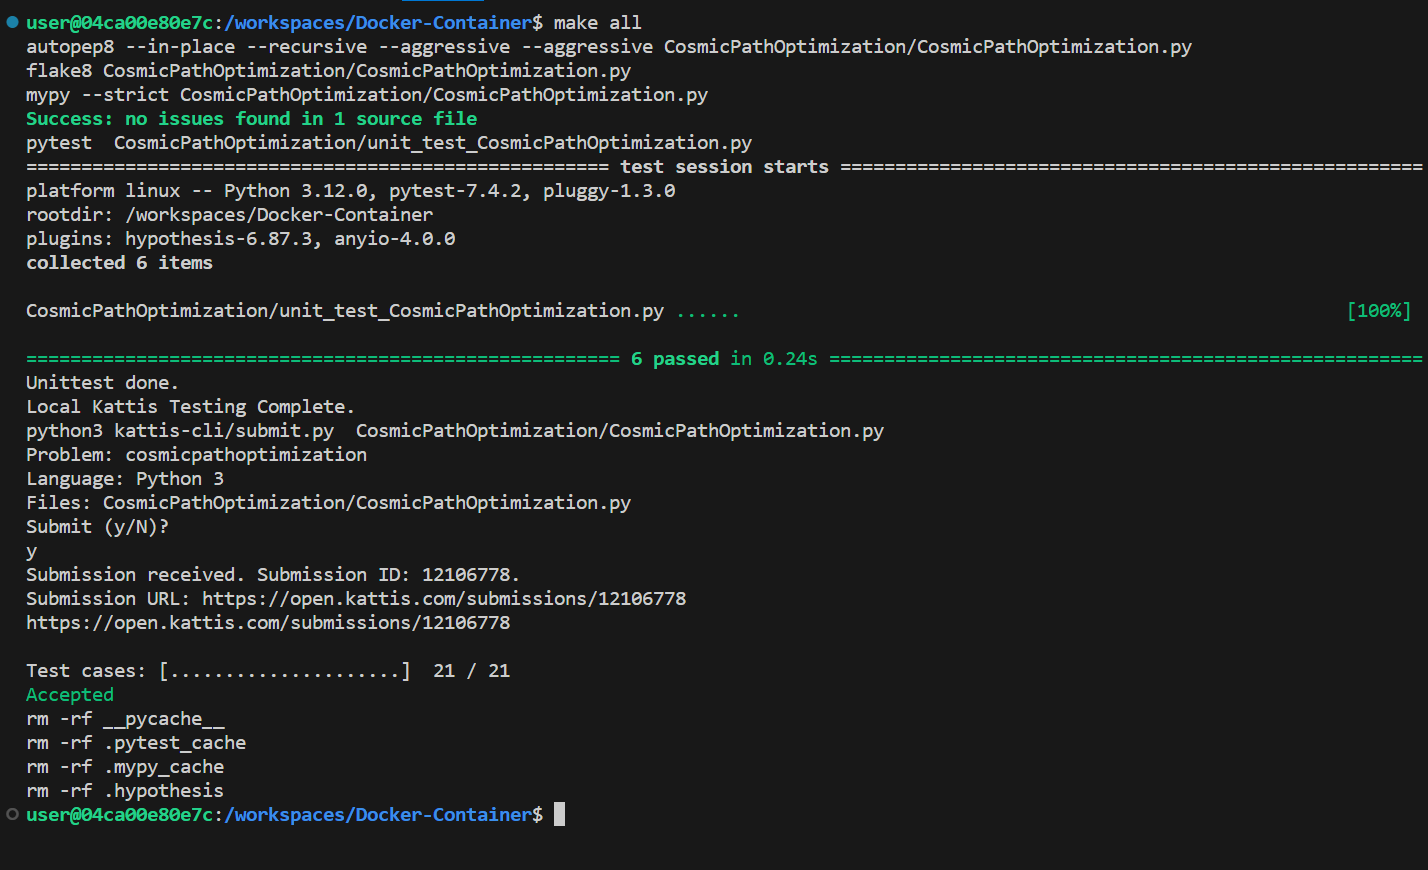 user@04ca00e80e7c:/workspaces/Docker-Container$ make all
autopep8 --in-place --recursive --aggressive --aggressive CosmicPathOptimization/CosmicPathOptimization.py
flake8 CosmicPathOptimization/CosmicPathOptimization.py
mypy --strict CosmicPathOptimization/CosmicPathOptimization.py
Success: no issues found in 1 source file
pytest  CosmicPathOptimization/unit_test_CosmicPathOptimization.py
===================================================== test session starts =====================================================
platform linux -- Python 3.12.0, pytest-7.4.2, pluggy-1.3.0
rootdir: /workspaces/Docker-Container
plugins: hypothesis-6.87.3, anyio-4.0.0
collected 6 items
CosmicPathOptimization/unit_test_CosmicPathOptimization.py ...... [100%]
====================================================== 6 passed in 0.24s ======================================================
Unittest done.
Local Kattis Testing Complete.
python3 kattis-cli/submit.py  CosmicPathOptimization/CosmicPathOptimization.py
Problem: cosmicpathoptimization
Language: Python 3
Files: CosmicPathOptimization/CosmicPathOptimization.py
Submit (y/N)?
y
Submission received. Submission ID: 12106778.
Submission URL: https://open.kattis.com/submissions/12106778
https://open.kattis.com/submissions/12106778
Test cases: [.....................]  21 / 21
Accepted
rm -rf __pycache__
rm -rf .pytest_cache
rm -rf .mypy_cache
rm -rf .hypothesis
user@04ca00e80e7c:/workspaces/Docker-Container$